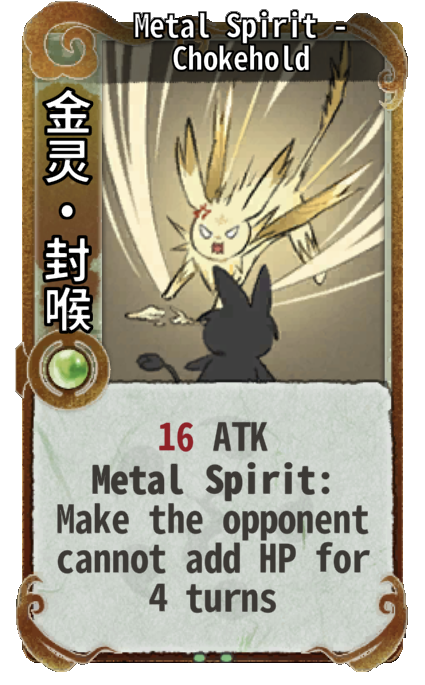 Metal Spirit -
Chokehold
金灵·封喉
16 ATK
Metal Spirit:
Make the opponent
cannot add HP for
4 turns